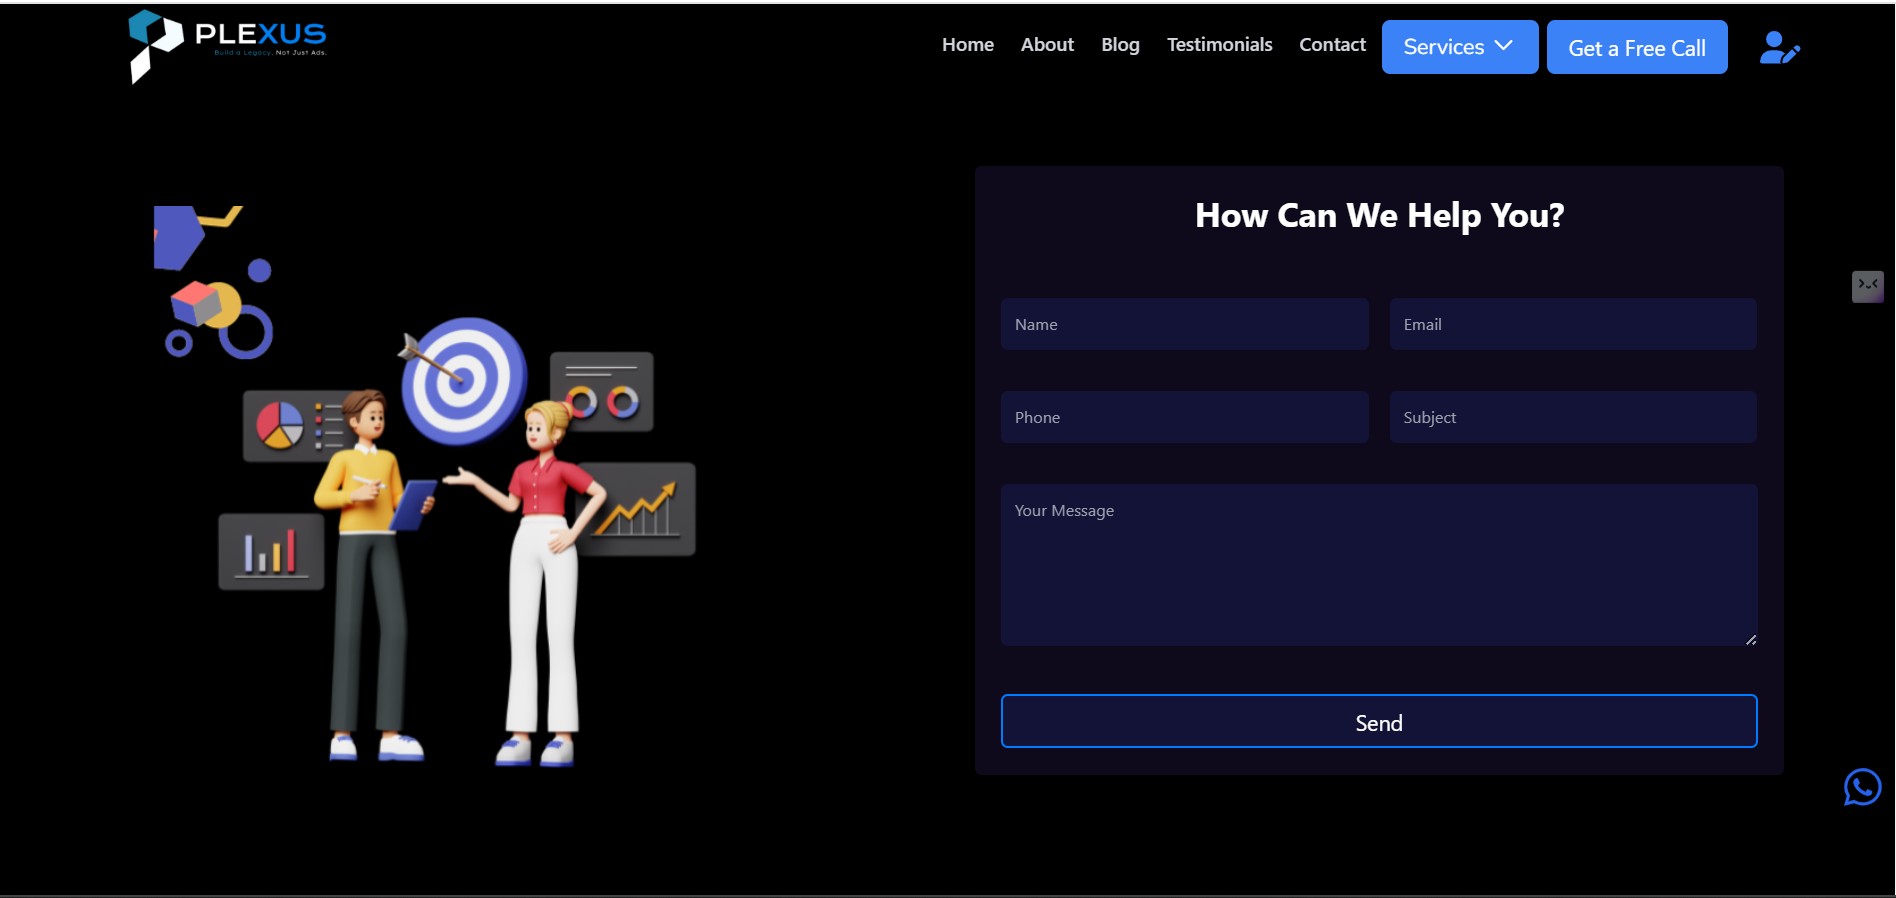 PLEXUS
Build a Legacy, Not Just Ads.
Home About Blog Testimonials Contact Services Get a Free Call
How Can We Help You?
Name Email
Phone Subject
Your Message
Send